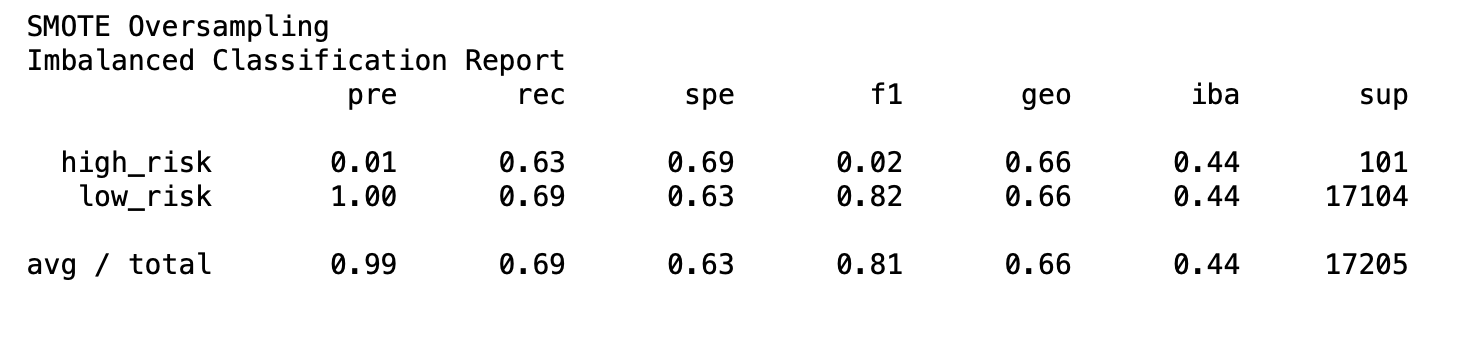 SMOTE Oversampling
Imbalanced Classification Report
pre rec spe f1 geo iba sup
high_risk 0.01 0.63 0.69 0.02 0.66 0.44 101
low_risk 1.00 0.69 0.63 0.82 0.66 0.44 17104
avg / total 0.99 0.69 0.63 0.81 0.66 0.44 17205